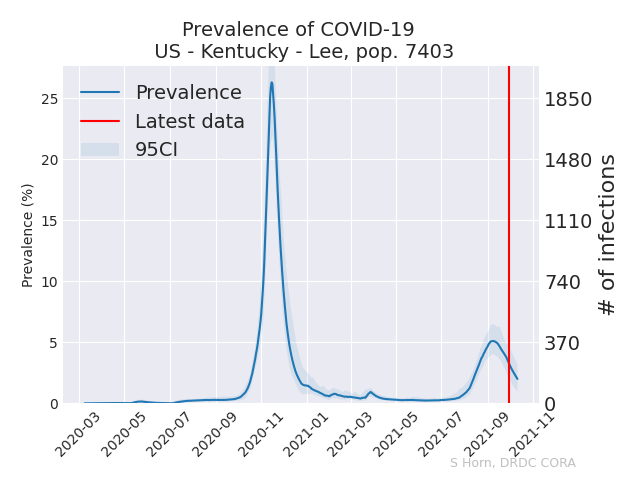 Prevalence of COVID-19
US - Kentucky - Lee, pop. 7403
Prevalence
Latest data
95CI
Prevalence (%)
25
20
15
10
5
0
1850
1480
1110
740
370
0
# of infections
2020-03
2020-05
2020-07
2020-09
2020-11
2021-01
2021-03
2021-05
2021-07
2021-09
2021-11
S Horn, DRDC CORA